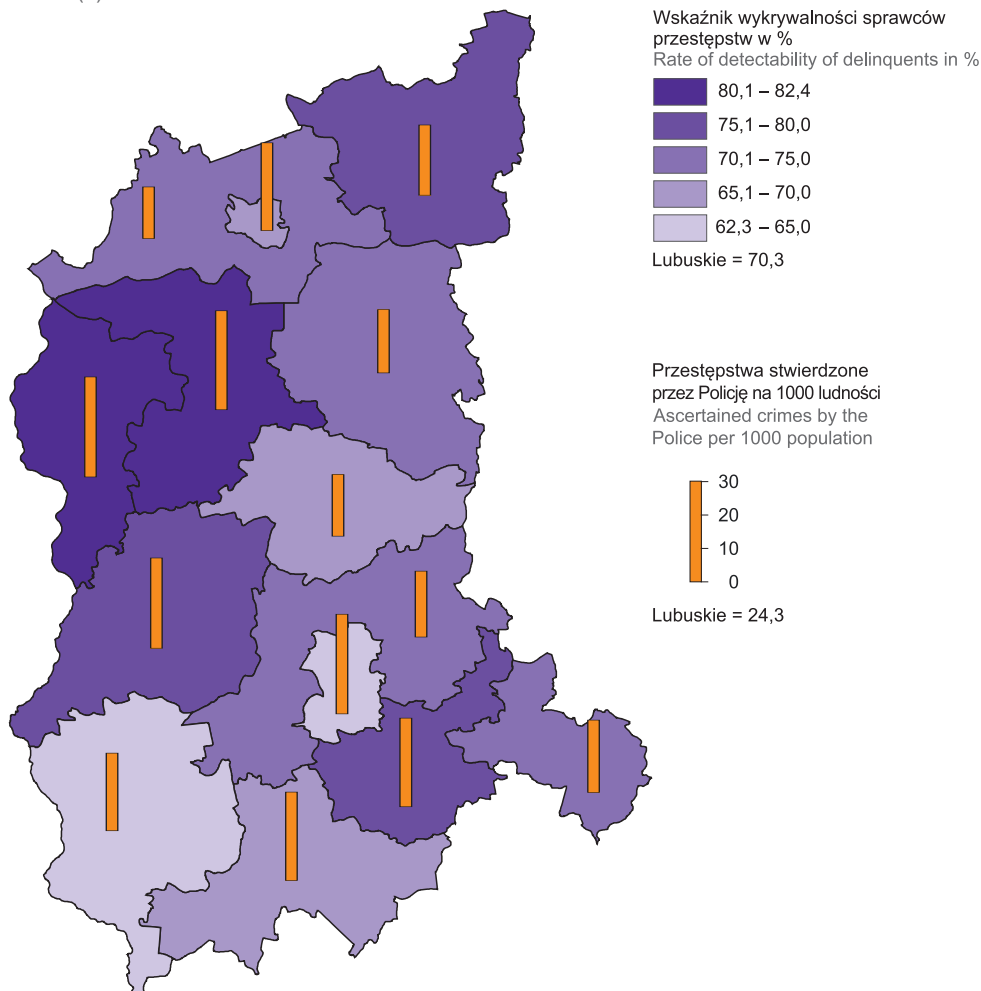 Wskaźnik wykrywalności sprawców
przestępstw w %
Rate of detectability of delinquents in %
80,1 – 82,4
75,1 – 80,0
70,1 – 75,0
65,1 – 70,0
62,3 – 65,0
Lubuskie = 70,3
Przestępstwa stwierdzone
przez Policję na 1000 ludności
Ascertained crimes by the
Police per 1000 population
30
20
10
0
Lubuskie = 24,3